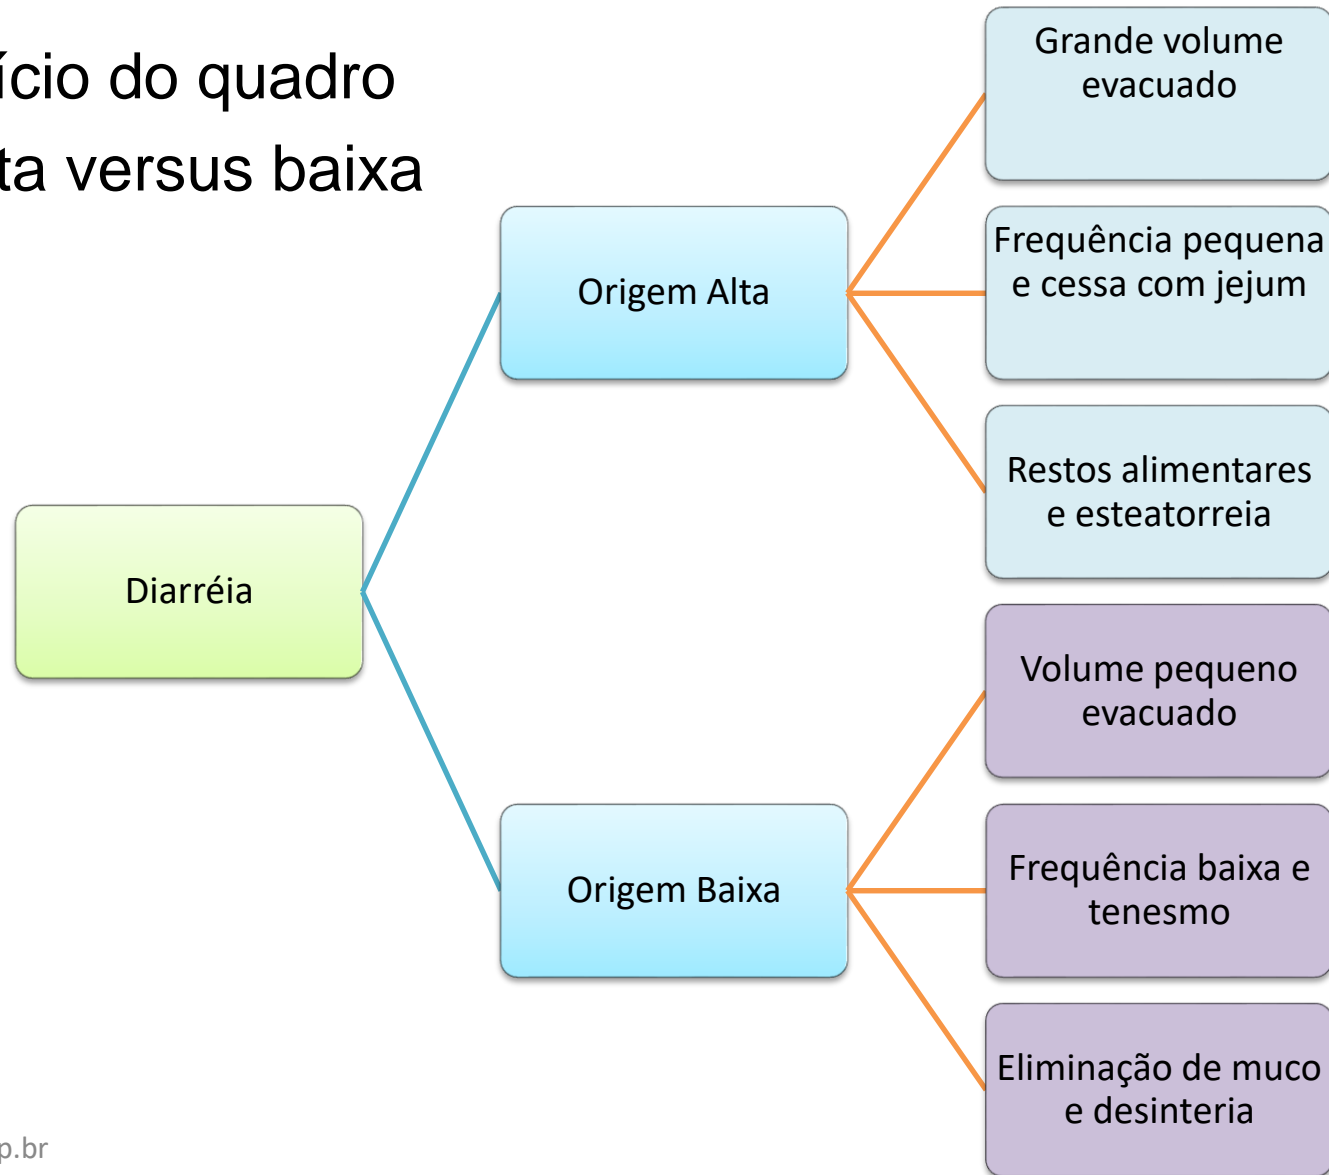 ício do quadro
ta versus baixa
Grande volume
evacuado
Frequência pequena
e cessa com jejum
Origem Alta
Restos alimentares
e esteatorreia
Diarréia
Volume pequeno
evacuado
Origem Baixa
Frequência baixa e
tenesmo
Eliminação de muco
e desinteria
p.br